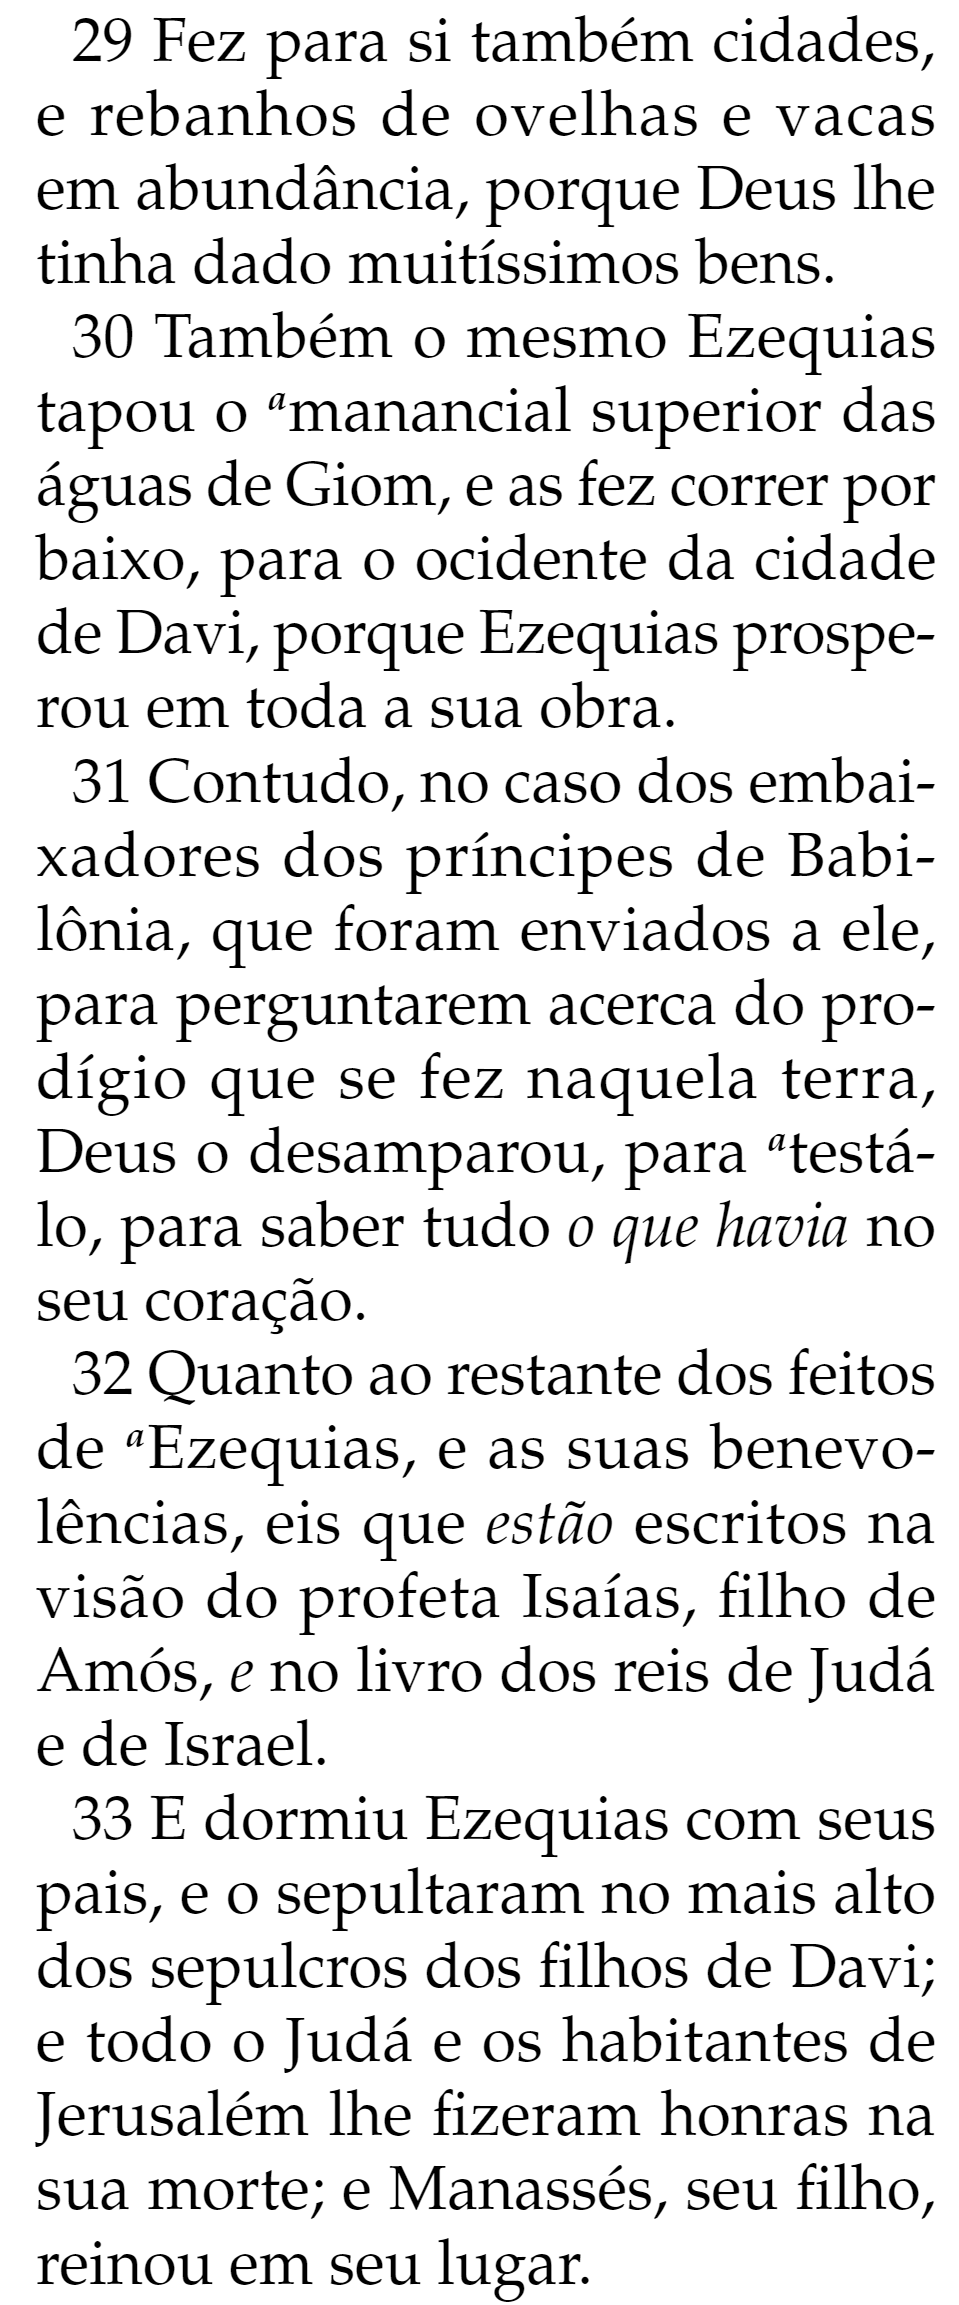 29 Fez para si também cidades,
e rebanhos de ovelhas e vacas
em abundância, porque Deus lhe
tinha dado muitíssimos bens.
30 Também o mesmo Ezequias
tapou o ᵃmanancial superior das
águas de Giom, e as fez correr por
baixo, para o ocidente da cidade
de Davi, porque Ezequias prospe-
rou em toda a sua obra.
31 Contudo, no caso dos embai-
xadores dos príncipes de Babi-
lônia, que foram enviados a ele,
para perguntarem acerca do pro-
dígio que se fez naquela terra,
Deus o desamparou, para ᵃtestá-
lo, para saber tudo o que havia no
seu coração.
32 Quanto ao restante dos feitos
de ᵃEzequias, e as suas benevo-
lências, eis que estão escritos na
visão do profeta Isaías, filho de
Amós, e no livro dos reis de Judá
e de Israel.
33 E dormiu Ezequias com seus
pais, e o sepultaram no mais alto
dos sepulcros dos filhos de Davi;
e todo o Judá e os habitantes de
Jerusalém lhe fizeram honras na
sua morte; e Manassés, seu filho,
reinou em seu lugar.